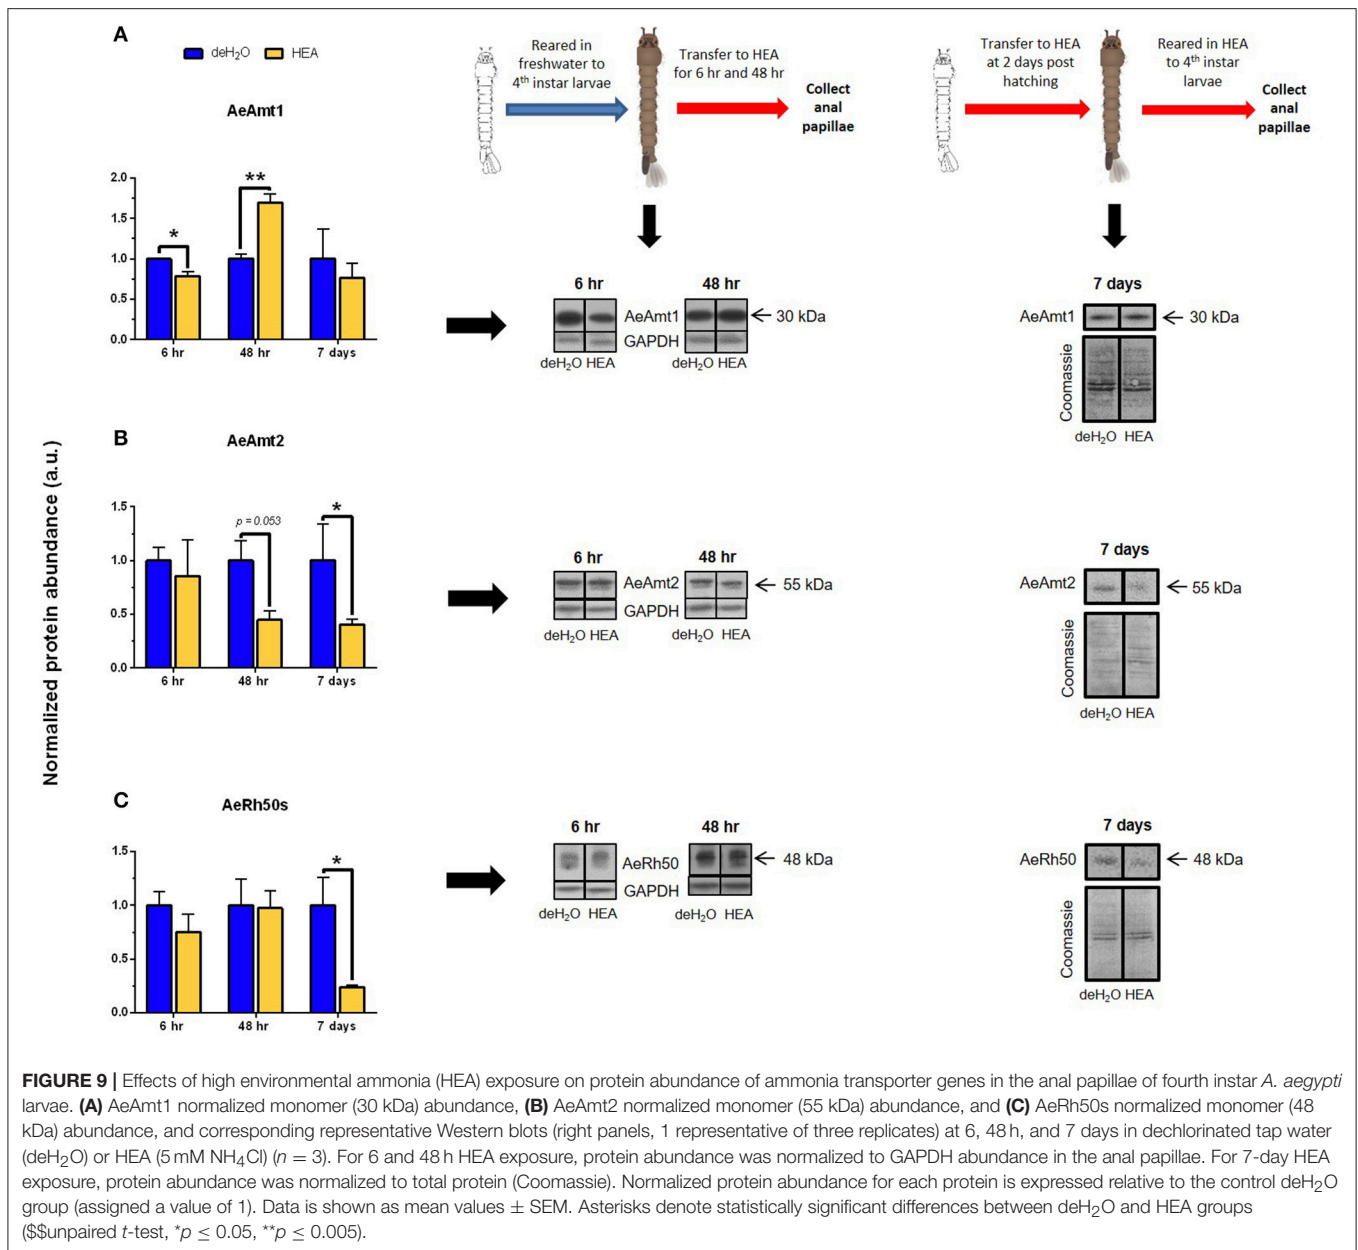 A
deH₂O HEA
AeAmt1
Reared in
freshwater to
4th instar larvae
Transfer to HEA
for 6 hr and 48 hr
Collect
anal
papillae
Transfer to HEA
at 2 days post
hatching
Reared in HEA
to 4th instar
larvae
Collect
anal
papillae
2.0
1.5
1.0
0.5
0.0
*
**
6 hr 48 hr 7 days
6 hr 48 hr
AeAmt1
30 kDa
GAPDH
deH₂O HEA deH₂O HEA
7 days
AeAmt1
30 kDa
Coomassie
deH₂O HEA
Normalized protein abundance (a.u.)
B
AeAmt2
1.5
1.0
0.5
0.0
p = 0.053
*
6 hr 48 hr 7 days
6 hr 48 hr
AeAmt2
55 kDa
GAPDH
deH₂O HEA deH₂O HEA
7 days
AeAmt2
55 kDa
Coomassie
deH₂O HEA
C
AeRh50s
1.5
1.0
0.5
0.0
*
6 hr 48 hr 7 days
6 hr 48 hr
AeRh50
48 kDa
GAPDH
deH₂O HEA deH₂O HEA
7 days
AeRh50
48 kDa
Coomassie
deH₂O HEA
FIGURE 9 | Effects of high environmental ammonia (HEA) exposure on protein abundance of ammonia transporter genes in the anal papillae of fourth instar A. aegypti
larvae. (A) AeAmt1 normalized monomer (30 kDa) abundance, (B) AeAmt2 normalized monomer (55 kDa) abundance, and (C) AeRh50s normalized monomer (48
kDa) abundance, and corresponding representative Western blots (right panels, 1 representative of three replicates) at 6, 48 h, and 7 days in dechlorinated tap water
(deH₂O) or HEA (5 mM NH₄Cl) (n = 3). For 6 and 48 h HEA exposure, protein abundance was normalized to GAPDH abundance in the anal papillae. For 7-day HEA
exposure, protein abundance was normalized to total protein (Coomassie). Normalized protein abundance for each protein is expressed relative to the control deH₂O
group (assigned a value of 1). Data is shown as mean values ± SEM. Asterisks denote statistically significant differences between deH₂O and HEA groups
($$unpaired t-test, *p ≤ 0.05, **p ≤ 0.005).